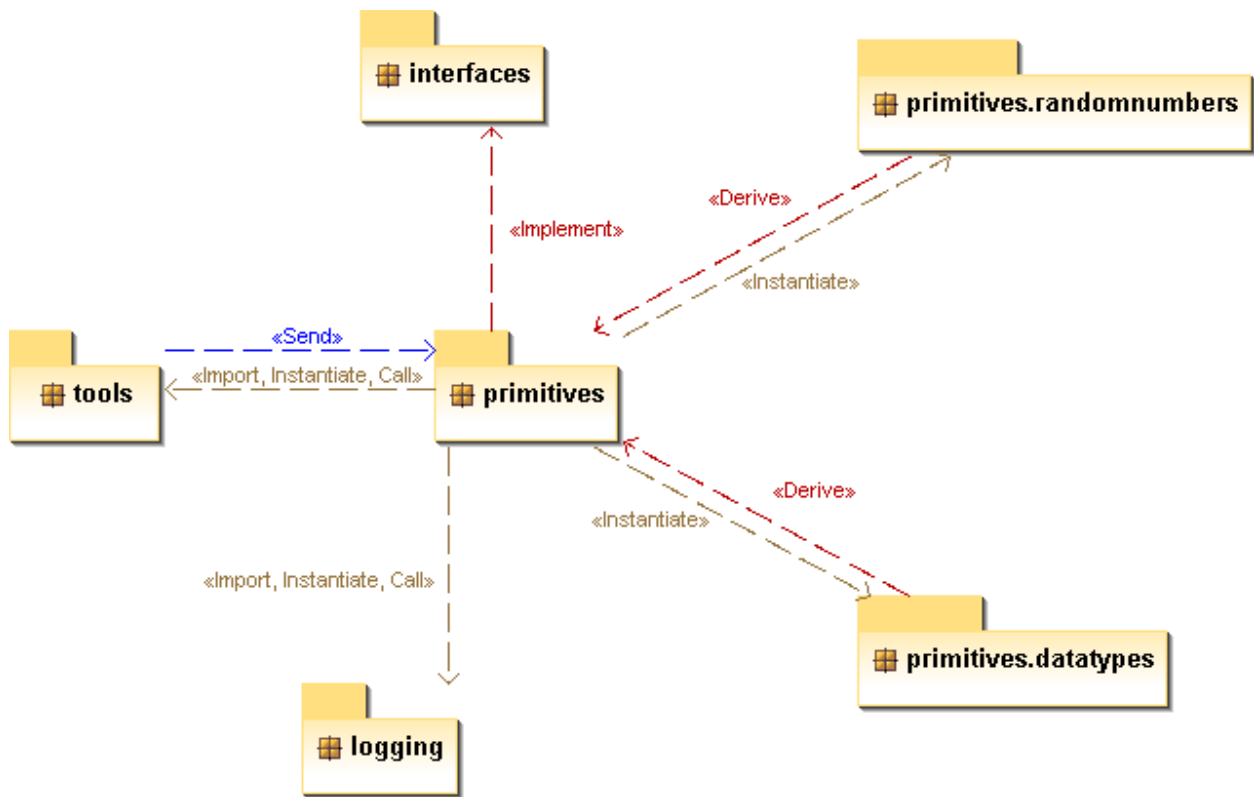 interfaces
primitives.randomnumbers
«Derive»
«Implement»
«Instantiate»
«Send»
«Import, Instantiate, Call»
tools
primitives
«Derive»
«Instantiate»
«Import, Instantiate, Call»
primitives.datatypes
logging